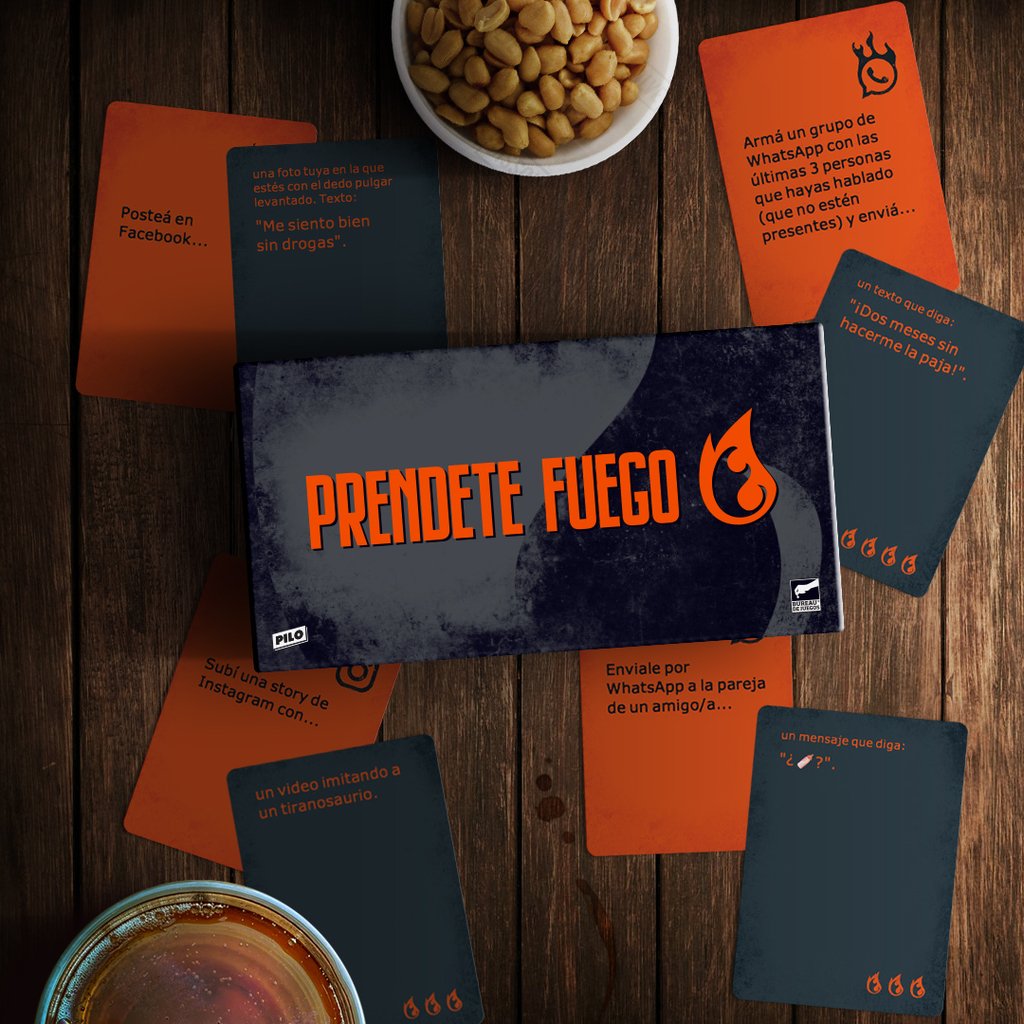 Posteá en
Facebook...
una foto tuya en la que
estés con el dedo pulgar
levantado. Texto:
"Me siento bien
sin drogas".
Armá un grupo de
WhatsApp con las
últimas 3 personas
que hayas hablado
(que no estén
presentes) y enviá...
un texto que diga:
"¡Dos meses sin
hacerme la paja!".
PRENDETE FUEGO
PILO
BUREAU
DE JUEGOS
Subí una story de
Instagram con...
un video imitando a
un tiranosaurio.
Enviale por
WhatsApp a la pareja
de un amigo/a...
un mensaje que diga:
"¿🍼?".